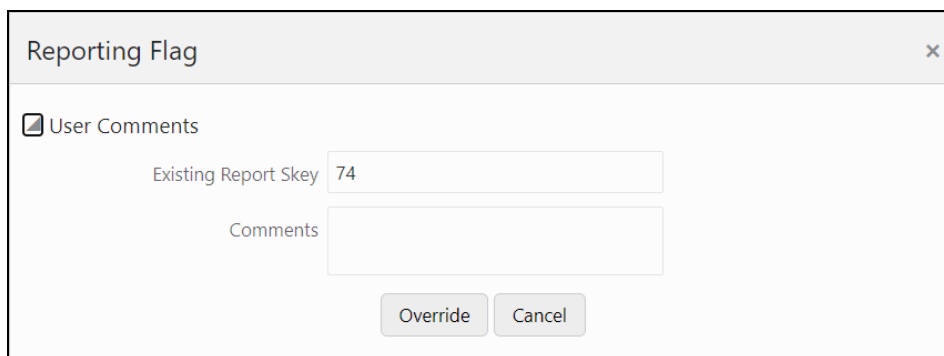 Reporting Flag
User Comments
Existing Report Skey 74
Comments
Override Cancel